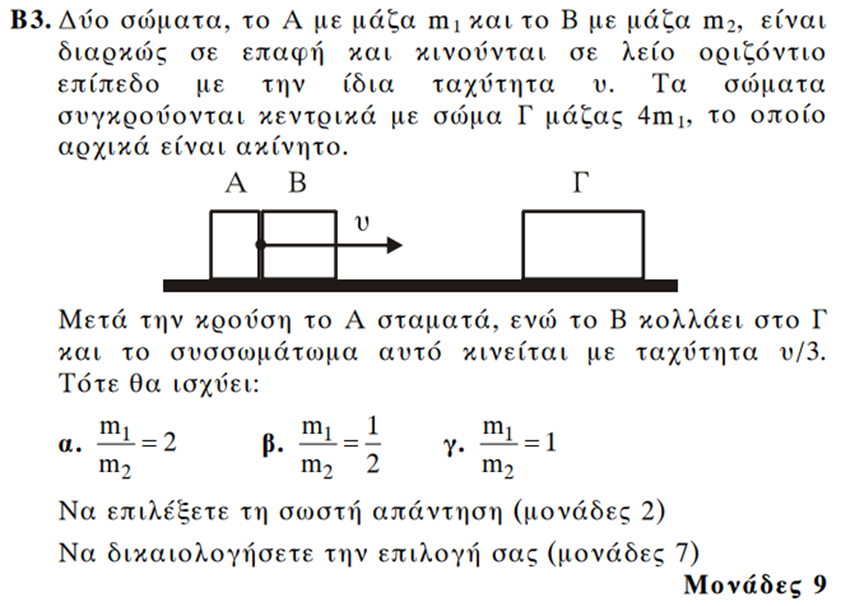 Β3. Δύο σώματα, το Α με μάζα m₁ και το Β με μάζα m₂, είναι
διαρκώς σε επαφή και κινούνται σε λείο οριζόντιο
επίπεδο με την ίδια ταχύτητα υ. Τα σώματα
συγκρούονται κεντρικά με σώμα Γ μάζας 4m₁, το οποίο
αρχικά είναι ακίνητο.
Α Β Γ
υ
Μετά την κρούση το Α σταματά, ενώ το Β κολλάει στο Γ
και το συσσωμάτωμα αυτό κινείται με ταχύτητα υ/3.
Τότε θα ισχύει:
α. m₁/m₂ = 2 β. m₁/m₂ = 1/2 γ. m₁/m₂ = 1
Να επιλέξετε τη σωστή απάντηση (μονάδες 2)
Να δικαιολογήσετε την επιλογή σας (μονάδες 7)
Μονάδες 9